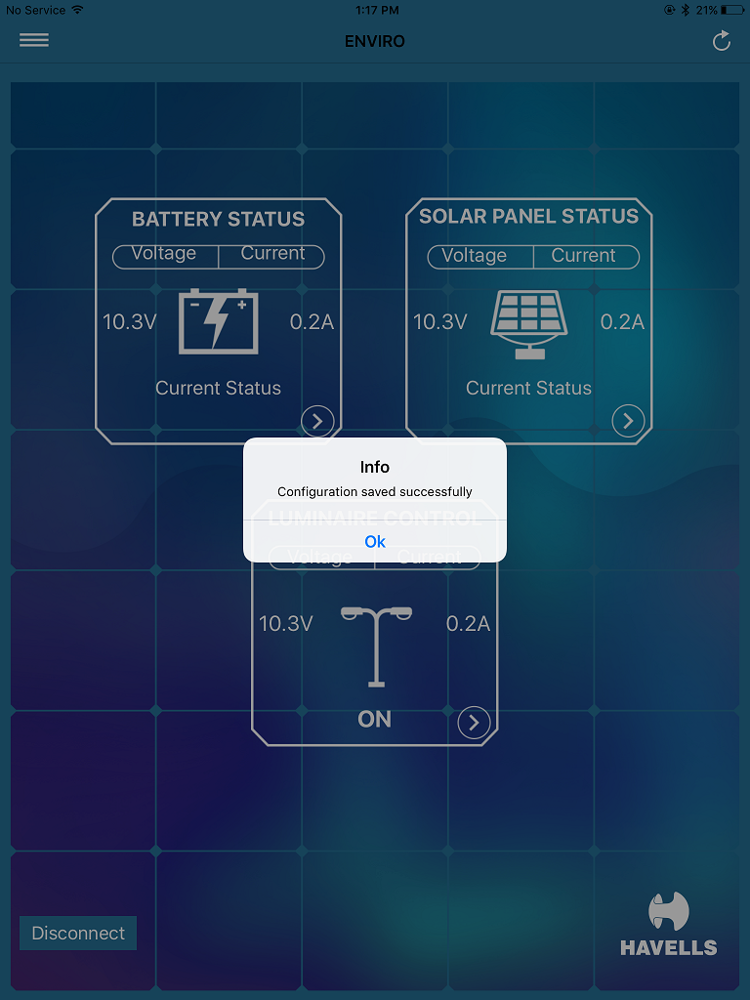 No Service
1:17 PM
21%
ENVIRO
BATTERY STATUS
Voltage
Current
10.3V
0.2A
Current Status
SOLAR PANEL STATUS
Voltage
Current
10.3V
0.2A
Current Status
Info
Configuration saved successfully
Ok
LUMINAIRE CONTROL
Voltage
Current
10.3V
0.2A
ON
Disconnect
HAVELLS